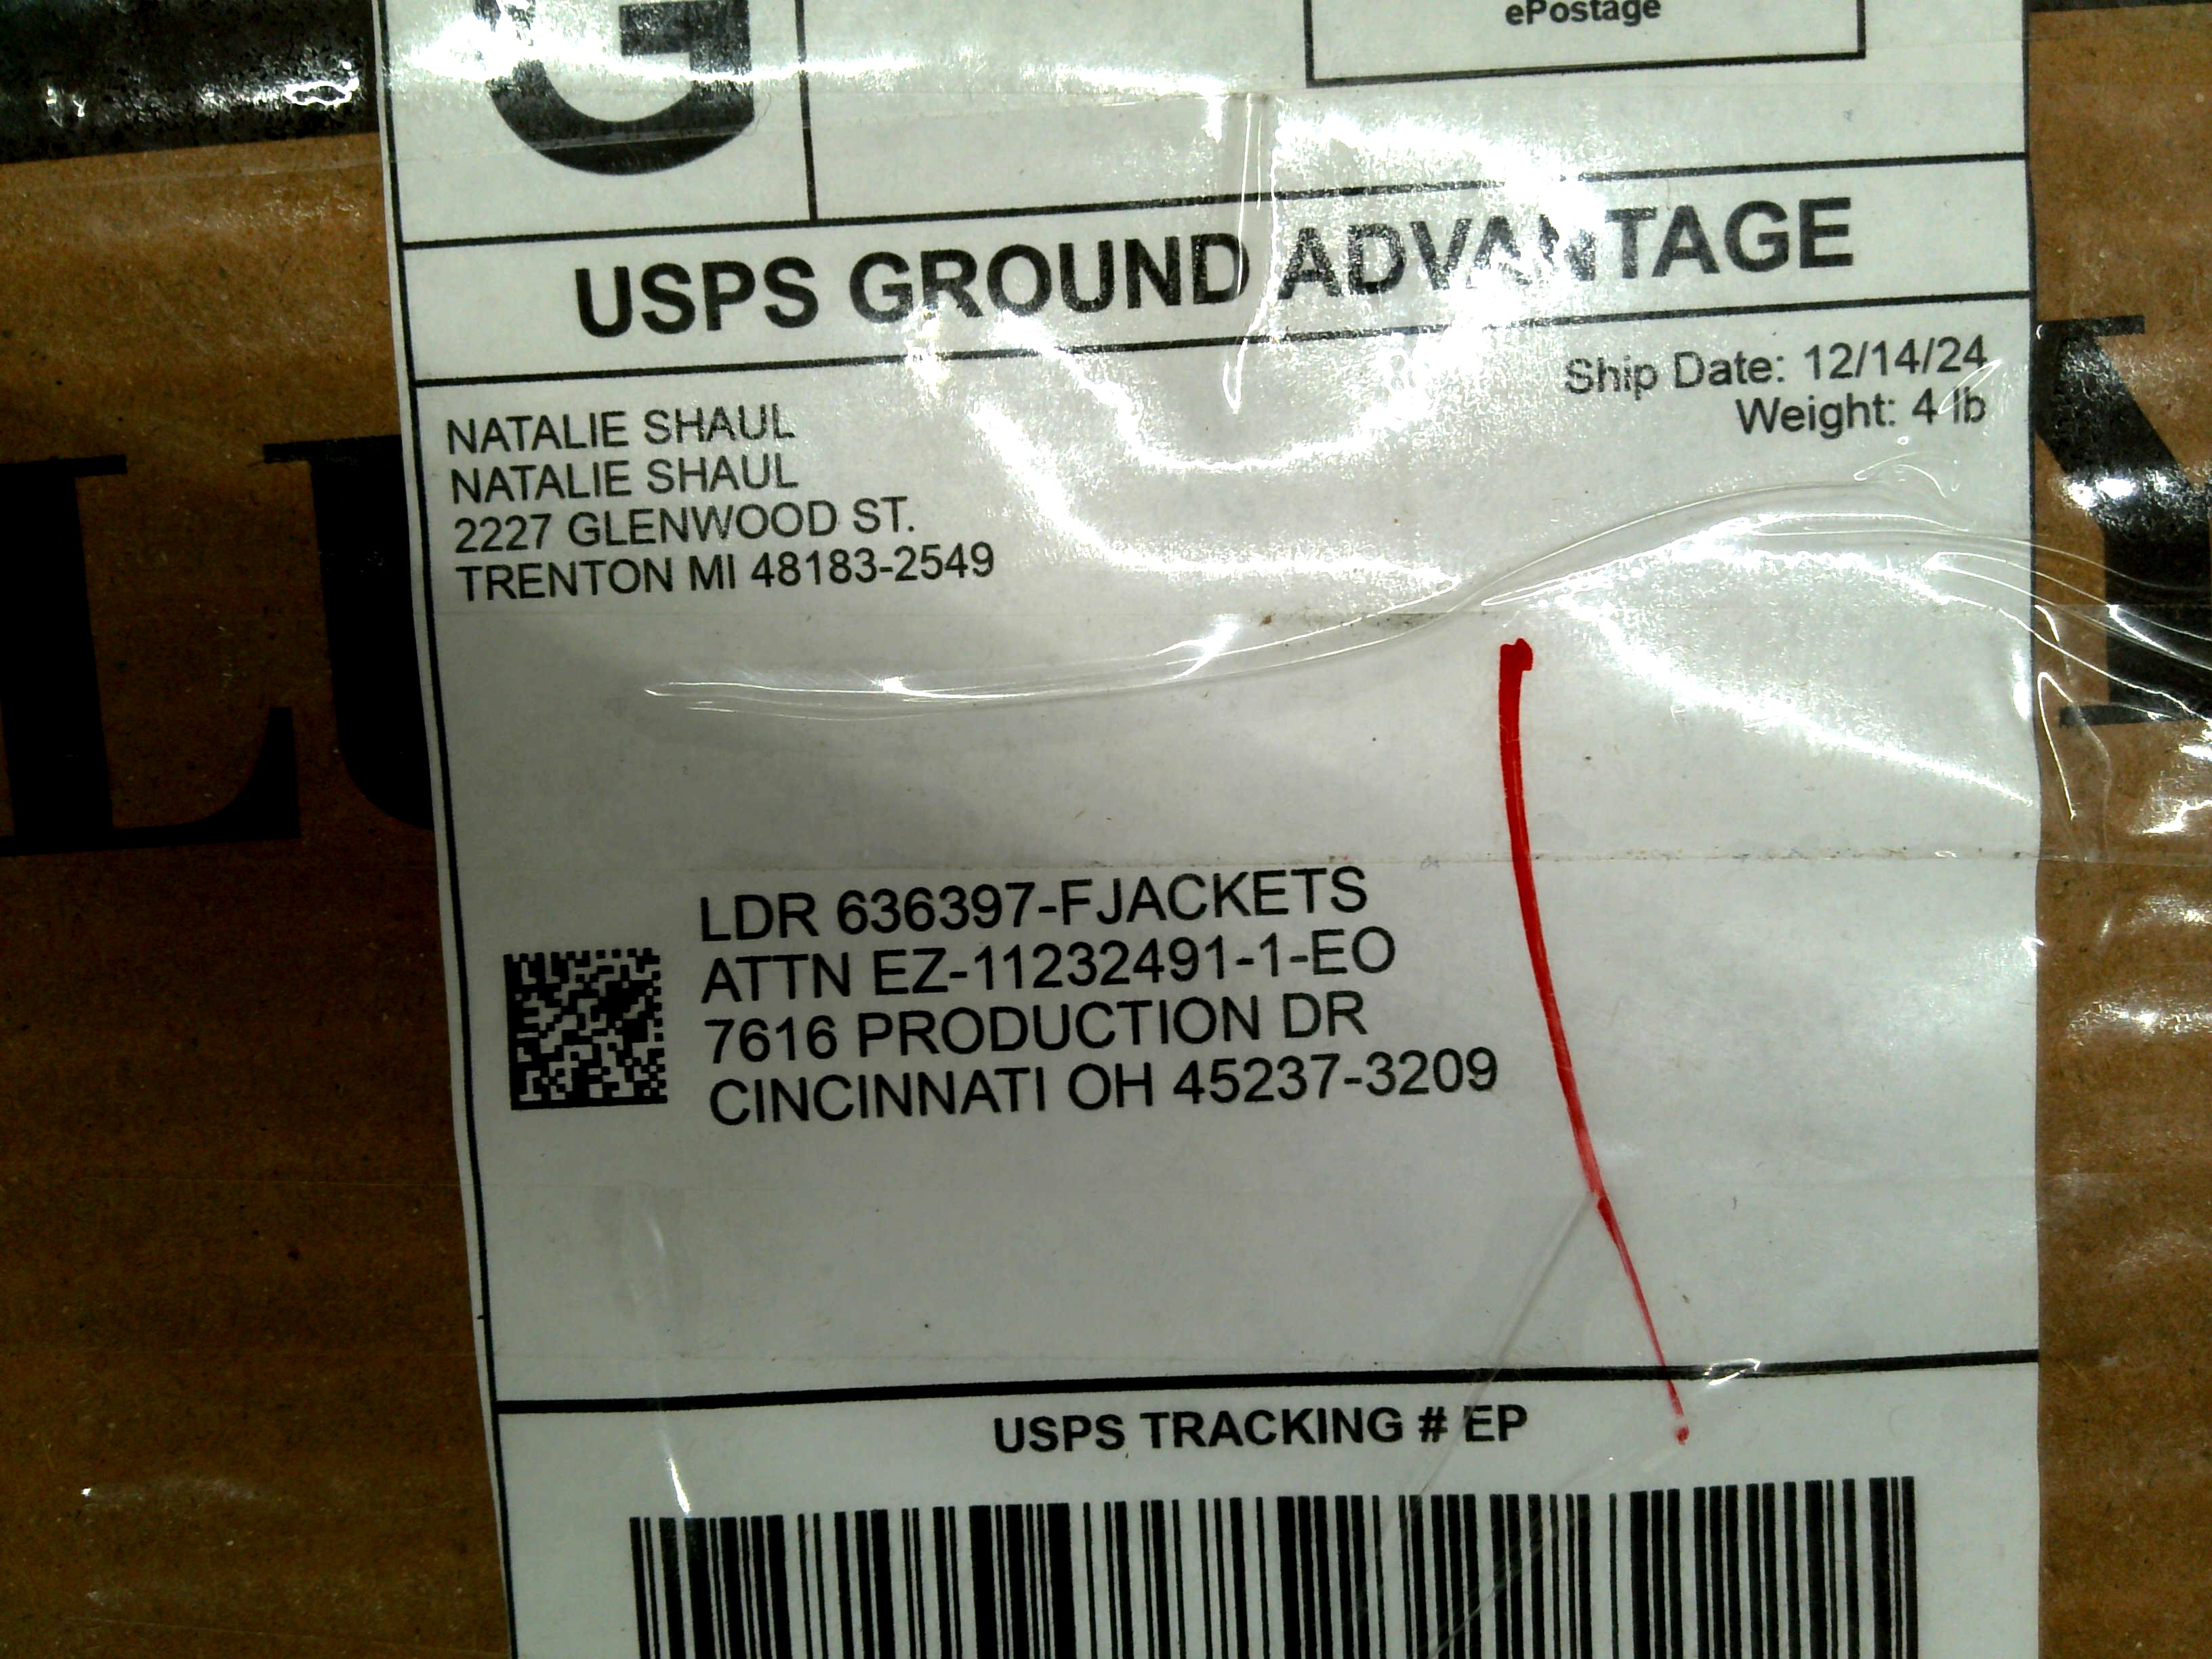 G
ePostage
USPS GROUND ADVANTAGE
Ship Date: 12/14/24
Weight: 4 lb
NATALIE SHAUL
NATALIE SHAUL
2227 GLENWOOD ST.
TRENTON MI 48183-2549
LDR 636397-FJACKETS
ATTN EZ-11232491-1-EO
7616 PRODUCTION DR
CINCINNATI OH 45237-3209
USPS TRACKING # EP